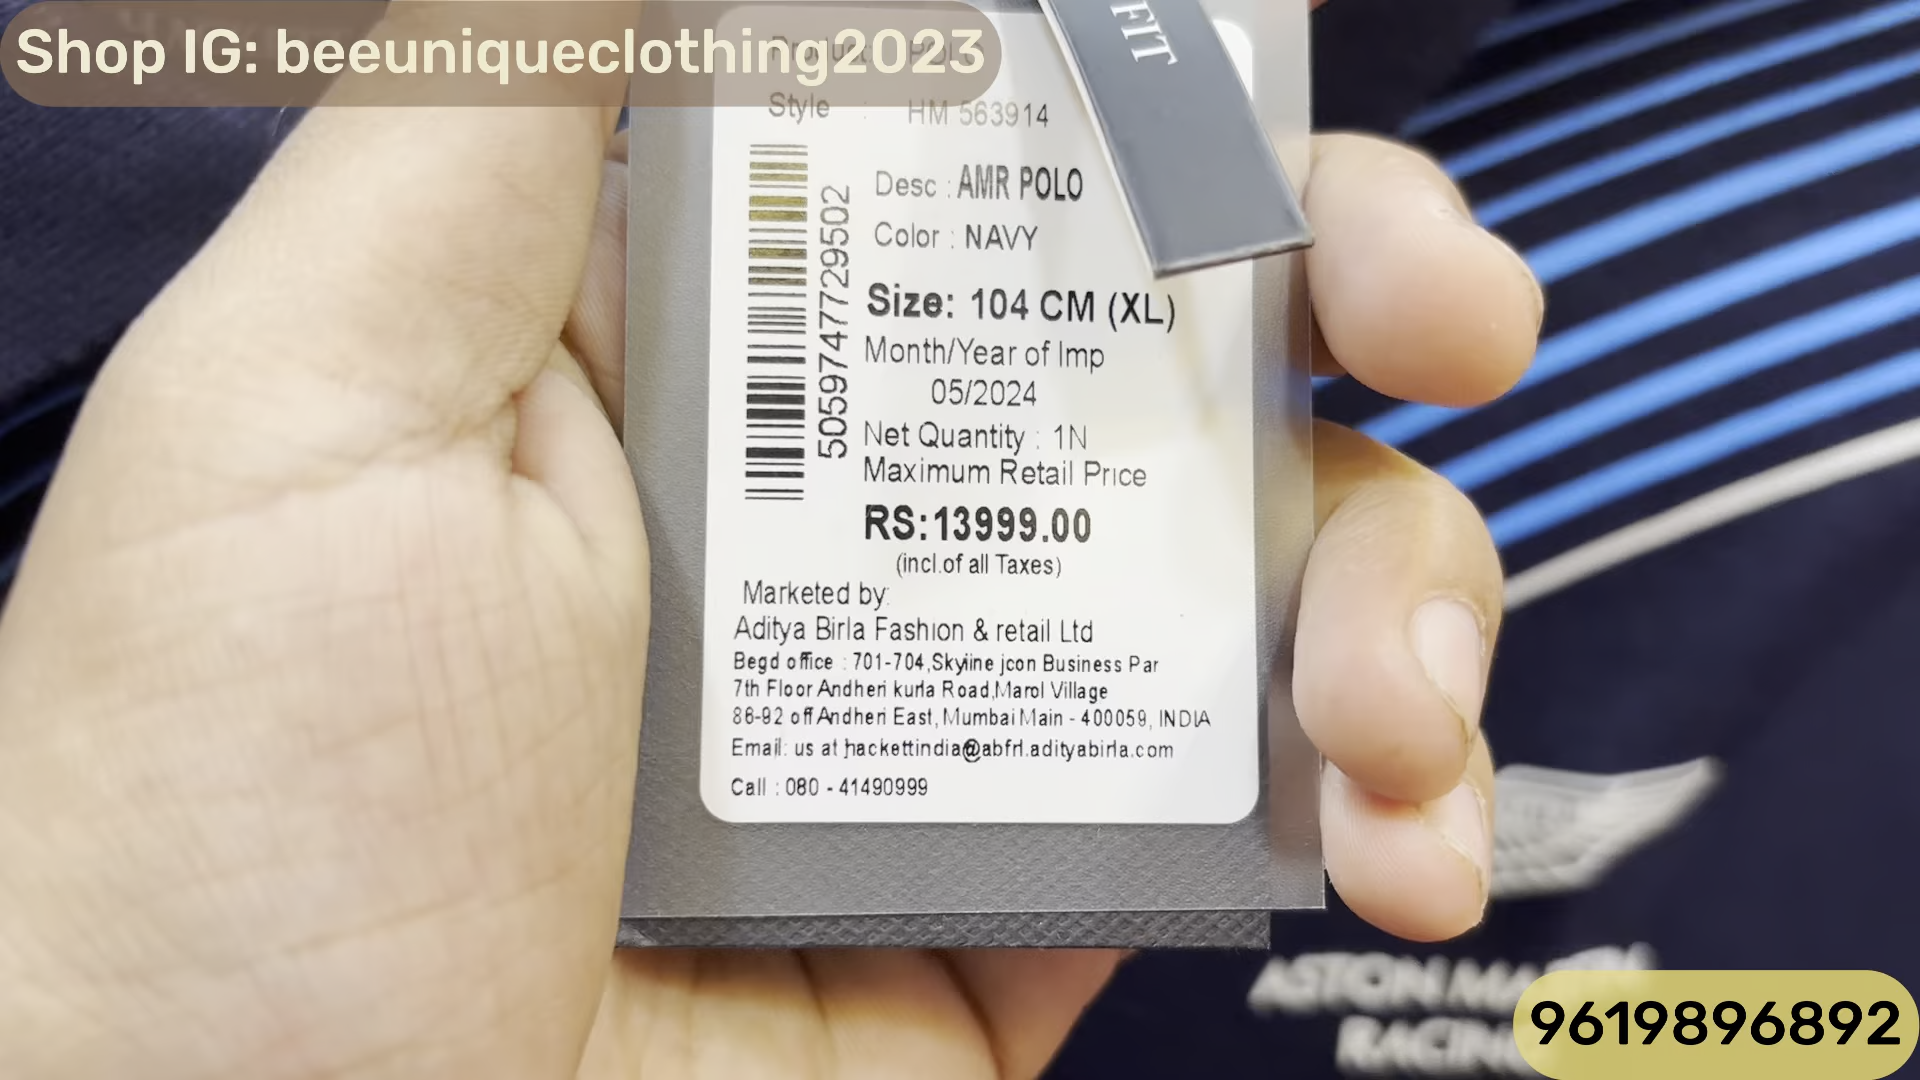 Shop IG: beeuniqueclothing2023
FIT
Style : HM 563914
Desc : AMR POLO
Color : NAVY
5059747729502
Size: 104 CM (XL)
Month/Year of Imp
05/2024
Net Quantity : 1N
Maximum Retail Price
RS:13999.00
(incl.of all Taxes)
Marketed by:
Aditya Birla Fashion & retail Ltd
Begd office : 701-704,Skyiine jcon Business Par
7th Floor Andheri kurla Road,Marol Village
86-92 off Andheri East, Mumbai Main - 400059, INDIA
Email: us at hackettindia@abfrl.adityabirla.com
Call : 080 - 41490999
ASTON
9619896892